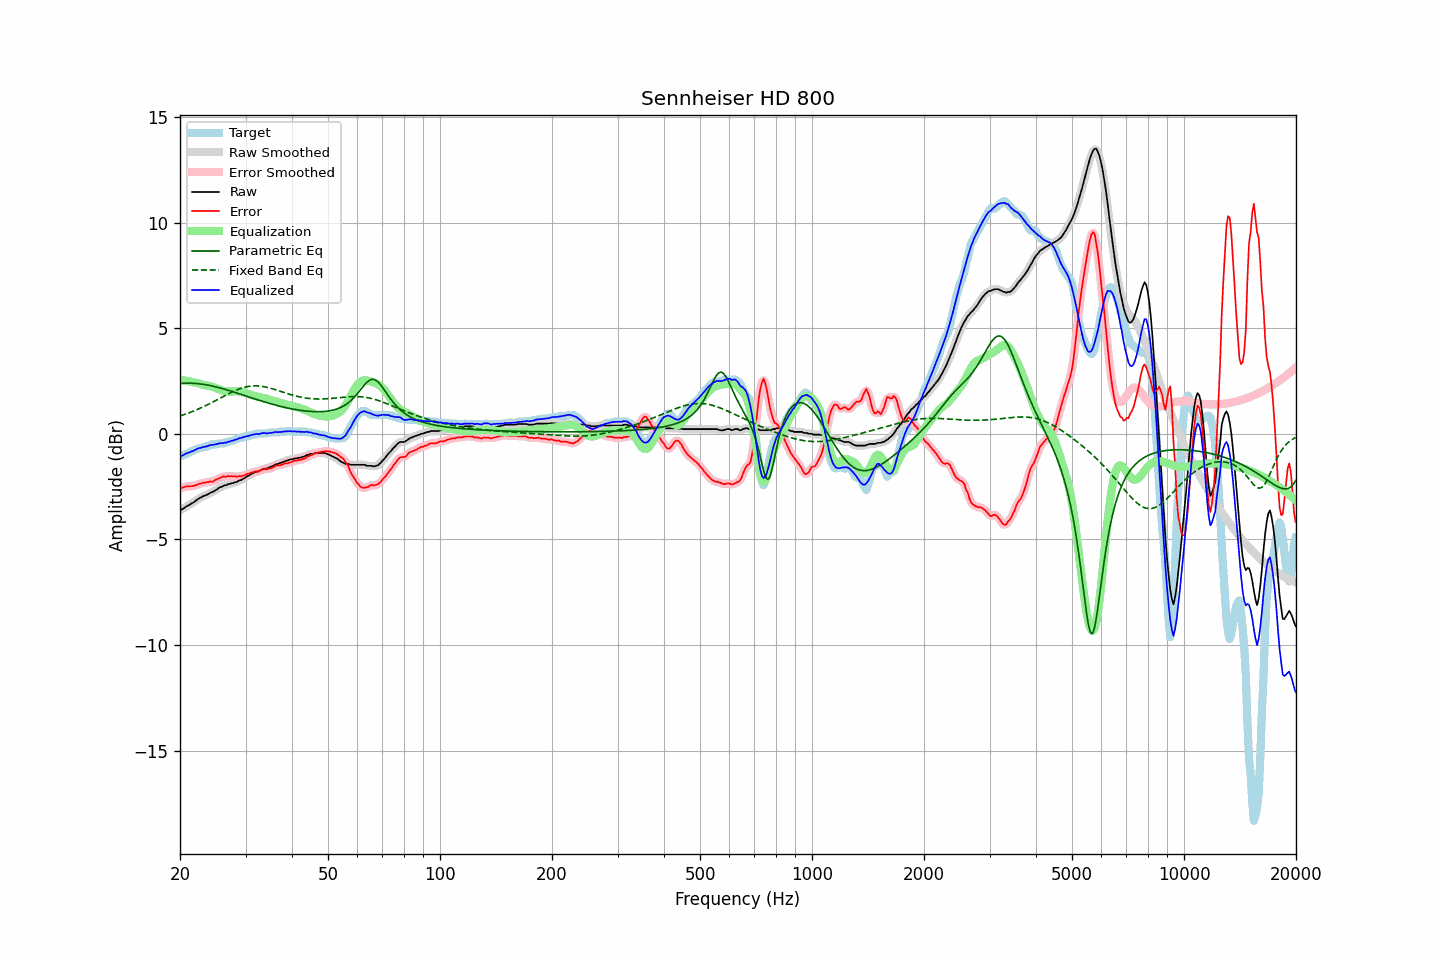 Sennheiser HD 800
Target
Raw Smoothed
Error Smoothed
Raw
Error
Equalization
Parametric Eq
Fixed Band Eq
Equalized
15
10
5
0
−5
−10
−15
Amplitude (dBr)
20
50
100
200
500
1000
2000
5000
10000
20000
Frequency (Hz)